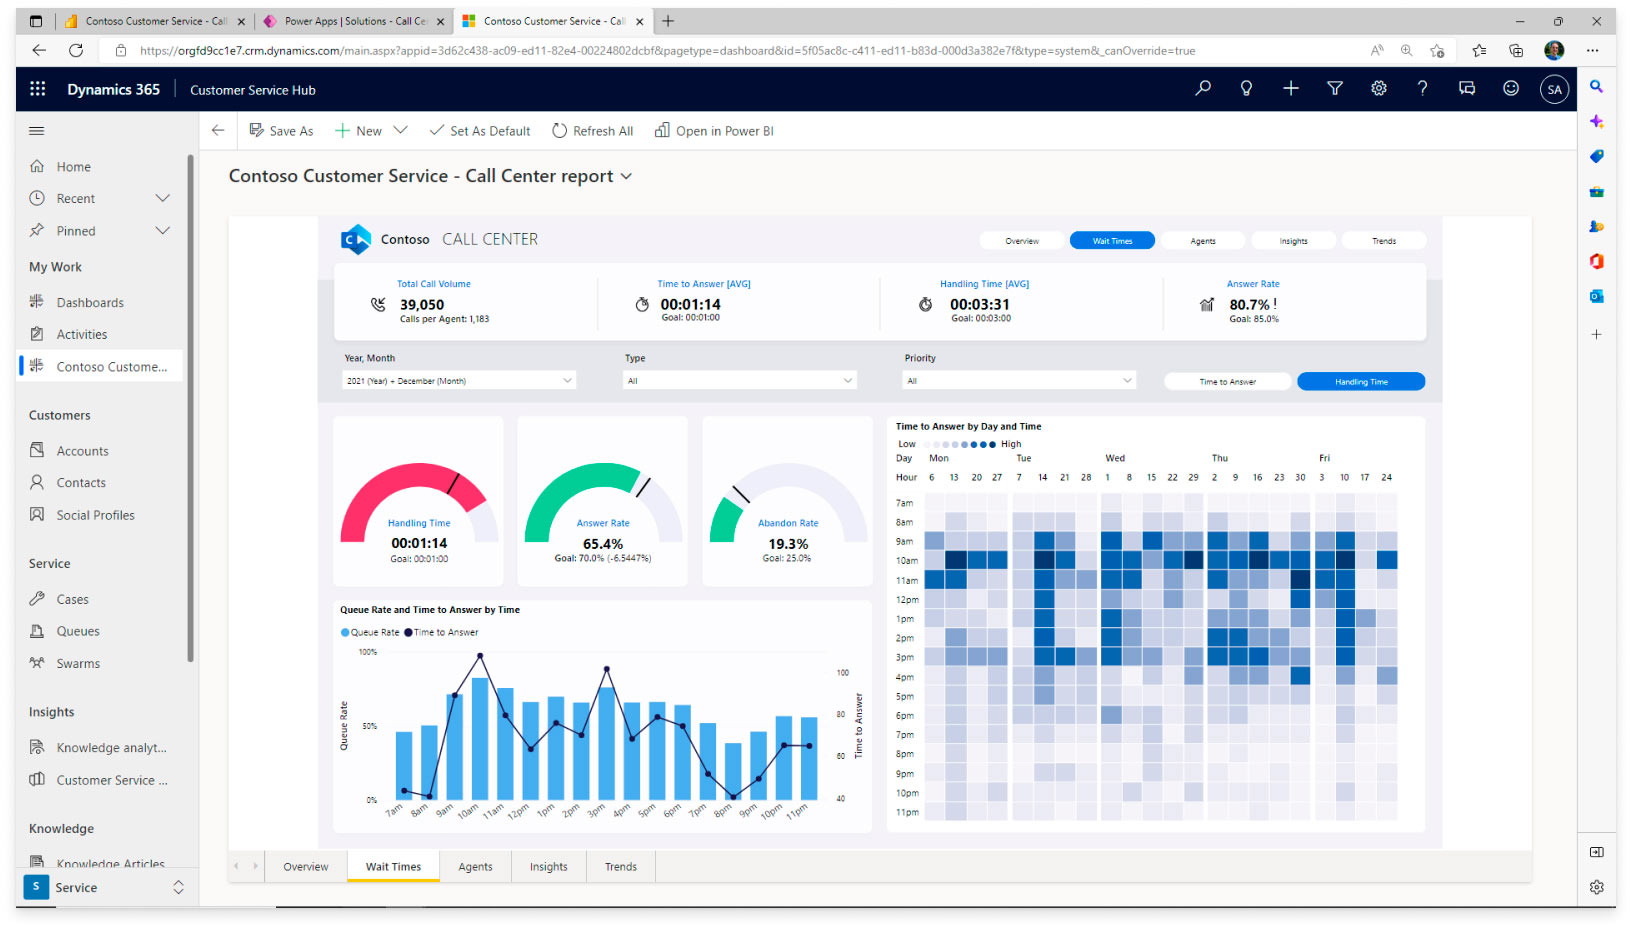 Contoso Customer Service - Call
Power Apps | Solutions - Call Ce
Contoso Customer Service - Call
https://orgfd9cc1e7.crm.dynamics.com/main.aspx?appid=3d62c438-ac09-ed11-82e4-00224802dcbf&pagetype=dashboard&id=5f05ac8c-c411-ed11-b83d-000d3a382e7f&type=system&_canOverride=true
Dynamics 365
Customer Service Hub
SA
Save As
New
Set As Default
Refresh All
Open in Power BI
Home
Recent
Pinned
My Work
Dashboards
Activities
Contoso Custome...
Customers
Accounts
Contacts
Social Profiles
Service
Cases
Queues
Swarms
Insights
Knowledge analyt...
Customer Service ...
Knowledge
Knowledge Articles
S Service
Contoso Customer Service - Call Center report
Contoso CALL CENTER
Overview
Wait Times
Agents
Insights
Trends
Total Call Volume
39,050
Calls per Agent: 1,183
Time to Answer [AVG]
00:01:14
Goal: 00:01:00
Handling Time [AVG]
00:03:31
Goal: 00:03:00
Answer Rate
80.7% !
Goal: 85.0%
Year, Month
2021 (Year) + December (Month)
Type
All
Priority
All
Time to Answer
Handling Time
Handling Time
00:01:14
Goal: 00:01:00
Answer Rate
65.4%
Goal: 70.0% (-6.5447%)
Abandon Rate
19.3%
Goal: 25.0%
Queue Rate and Time to Answer by Time
Queue Rate Time to Answer
100%
50%
0%
Queue Rate
100
80
60
40
Time to Answer
7am 8am 9am 10am 11am 12pm 1pm 2pm 3pm 4pm 5pm 6pm 7pm 8pm 9pm 10pm 11pm
Time to Answer by Day and Time
Low High
Day Mon Tue Wed Thu Fri
Hour 6 13 20 27 7 14 21 28 1 8 15 22 29 2 9 16 23 30 3 10 17 24
7am
8am
9am
10am
11am
12pm
1pm
2pm
3pm
4pm
5pm
6pm
7pm
8pm
9pm
10pm
11pm
Overview
Wait Times
Agents
Insights
Trends